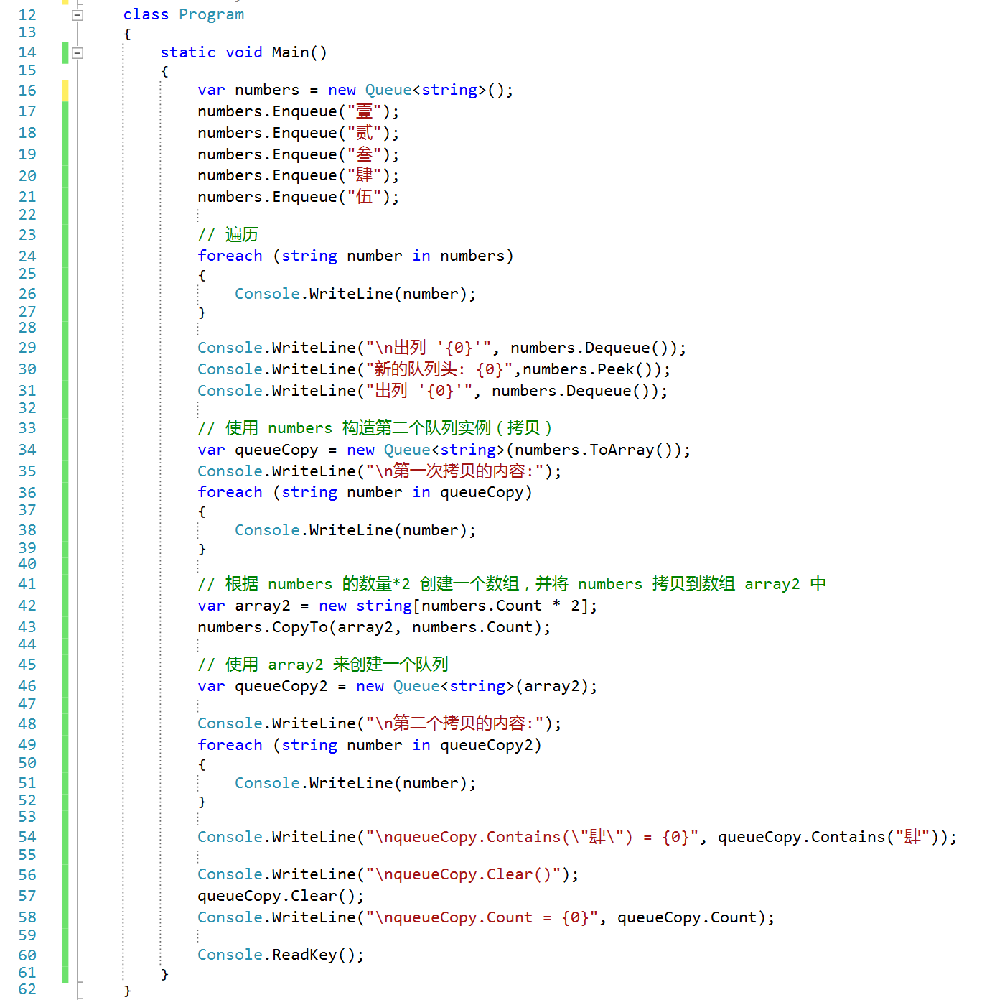 12 class Program
13 {
14 static void Main()
15 {
16 var numbers = new Queue<string>();
17 numbers.Enqueue("壹");
18 numbers.Enqueue("贰");
19 numbers.Enqueue("叁");
20 numbers.Enqueue("肆");
21 numbers.Enqueue("伍");
22
23 // 遍历
24 foreach (string number in numbers)
25 {
26 Console.WriteLine(number);
27 }
28
29 Console.WriteLine("\n出列 '{0}'", numbers.Dequeue());
30 Console.WriteLine("新的队列头: {0}",numbers.Peek());
31 Console.WriteLine("出列 '{0}'", numbers.Dequeue());
32
33 // 使用 numbers 构造第二个队列实例（拷贝）
34 var queueCopy = new Queue<string>(numbers.ToArray());
35 Console.WriteLine("\n第一次拷贝的内容:");
36 foreach (string number in queueCopy)
37 {
38 Console.WriteLine(number);
39 }
40
41 // 根据 numbers 的数量*2 创建一个数组，并将 numbers 拷贝到数组 array2 中
42 var array2 = new string[numbers.Count * 2];
43 numbers.CopyTo(array2, numbers.Count);
44
45 // 使用 array2 来创建一个队列
46 var queueCopy2 = new Queue<string>(array2);
47
48 Console.WriteLine("\n第二个拷贝的内容:");
49 foreach (string number in queueCopy2)
50 {
51 Console.WriteLine(number);
52 }
53
54 Console.WriteLine("\nqueueCopy.Contains(\"肆\") = {0}", queueCopy.Contains("肆"));
55
56 Console.WriteLine("\nqueueCopy.Clear()");
57 queueCopy.Clear();
58 Console.WriteLine("\nqueueCopy.Count = {0}", queueCopy.Count);
59
60 Console.ReadKey();
61 }
62 }